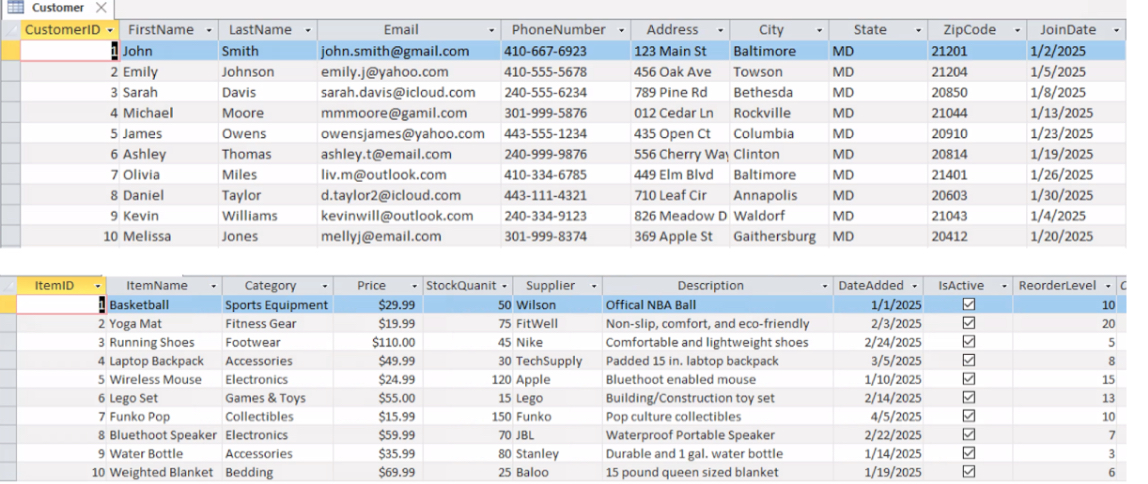 Customer
CustomerID FirstName LastName Email PhoneNumber Address City State ZipCode JoinDate
1 John Smith john.smith@gmail.com 410-667-6923 123 Main St Baltimore MD 21201 1/2/2025
2 Emily Johnson emily.j@yahoo.com 410-555-5678 456 Oak Ave Towson MD 21204 1/5/2025
3 Sarah Davis sarah.davis@icloud.com 240-555-6234 789 Pine Rd Bethesda MD 20850 1/8/2025
4 Michael Moore mmmoore@gamil.com 301-999-5876 012 Cedar Ln Rockville MD 21044 1/13/2025
5 James Owens owensjames@yahoo.com 443-555-1234 435 Open Ct Columbia MD 20910 1/23/2025
6 Ashley Thomas ashley.t@email.com 240-999-9876 556 Cherry Way Clinton MD 20814 1/19/2025
7 Olivia Miles liv.m@outlook.com 410-334-6785 449 Elm Blvd Baltimore MD 21401 1/26/2025
8 Daniel Taylor d.taylor2@icloud.com 443-111-4321 710 Leaf Cir Annapolis MD 20603 1/30/2025
9 Kevin Williams kevinwill@outlook.com 240-334-9123 826 Meadow D Waldorf MD 21043 1/4/2025
10 Melissa Jones mellyj@email.com 301-999-8374 369 Apple St Gaithersburg MD 20412 1/20/2025
ItemID ItemName Category Price StockQuanit Supplier Description DateAdded IsActive ReorderLevel
1 Basketball Sports Equipment $29.99 50 Wilson Offical NBA Ball 1/1/2025 10
2 Yoga Mat Fitness Gear $19.99 75 FitWell Non-slip, comfort, and eco-friendly 2/3/2025 20
3 Running Shoes Footwear $110.00 45 Nike Comfortable and lightweight shoes 2/24/2025 5
4 Laptop Backpack Accessories $49.99 30 TechSupply Padded 15 in. labtop backpack 3/5/2025 8
5 Wireless Mouse Electronics $24.99 120 Apple Bluethoot enabled mouse 1/10/2025 15
6 Lego Set Games & Toys $55.00 15 Lego Building/Construction toy set 2/14/2025 13
7 Funko Pop Collectibles $15.99 150 Funko Pop culture collectibles 4/5/2025 10
8 Bluethoot Speaker Electronics $59.99 70 JBL Waterproof Portable Speaker 2/22/2025 7
9 Water Bottle Accessories $35.99 80 Stanley Durable and 1 gal. water bottle 1/14/2025 3
10 Weighted Blanket Bedding $69.99 25 Baloo 15 pound queen sized blanket 1/19/2025 6